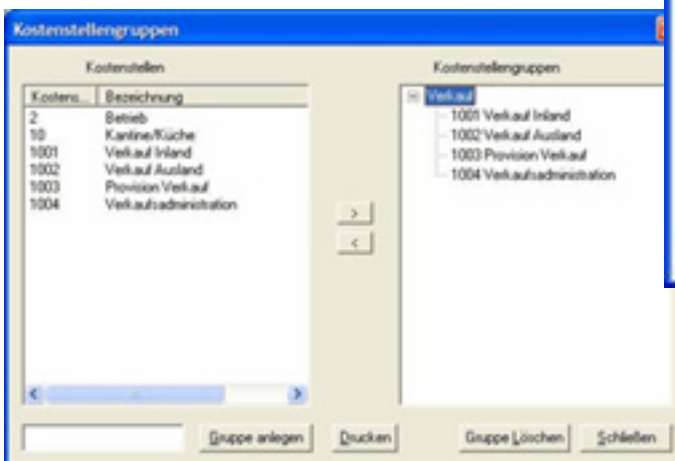 Kostenstellengruppen
Kostenstellen
Kostens... Bezeichnung
2 Betrieb
10 Kantine/Küche
1001 Verkauf Inland
1002 Verkauf Ausland
1003 Provision Verkauf
1004 Verkaufsadministration
>
<
Kostenstellengruppen
Verkauf
1001 Verkauf Inland
1002 Verkauf Ausland
1003 Provision Verkauf
1004 Verkaufsadministration
Gruppe anlegen Drucken Gruppe Löschen Schließen